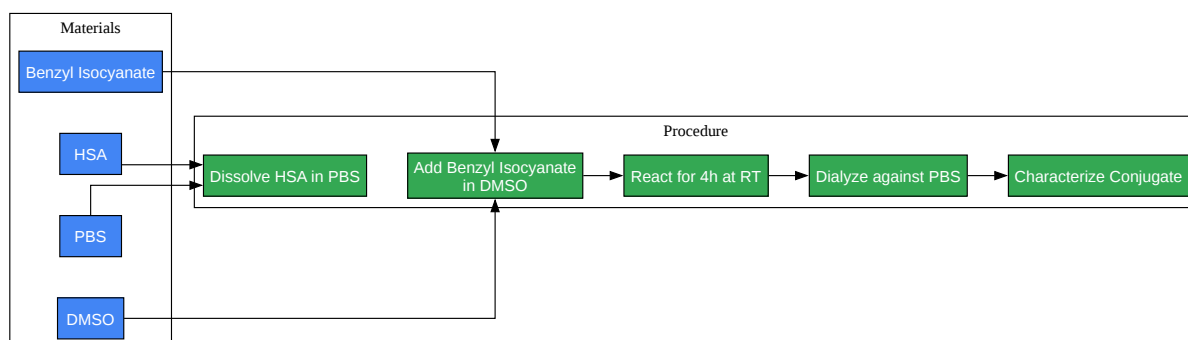 Materials
Benzyl Isocyanate
HSA
PBS
DMSO
Procedure
Dissolve HSA in PBS
Add Benzyl Isocyanate
in DMSO
React for 4h at RT
Dialyze against PBS
Characterize Conjugate